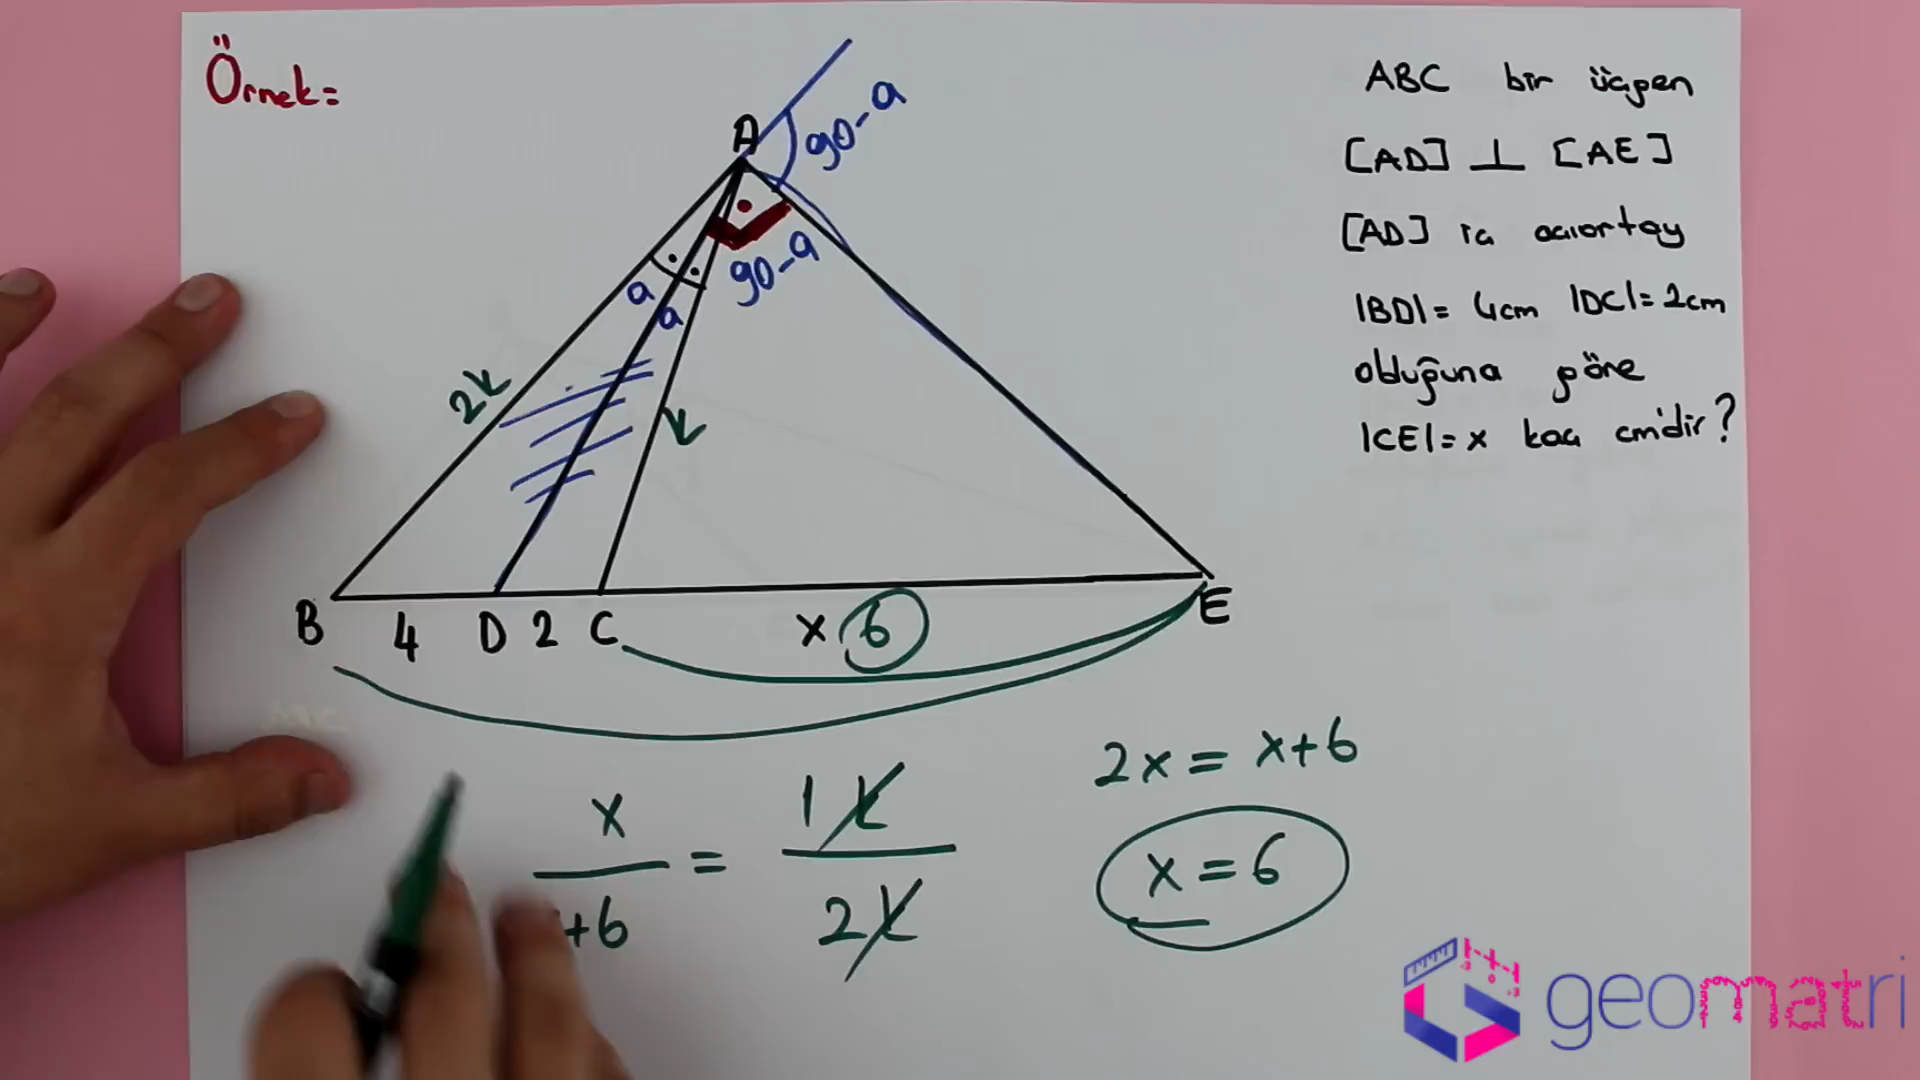 Örnek=
ABC bir üçgen
[AD] ⊥ [AE]
[AD] iç açıortay
|BD|= 4cm |DC|= 2cm
olduğuna göre
|CE|= x kaç cm'dir?
A
90-a
90-a
a
a
2k
k
B 4 D 2 C x 6 E
x
+6
=
1k
2k
2x = x+6
x = 6
geomatri